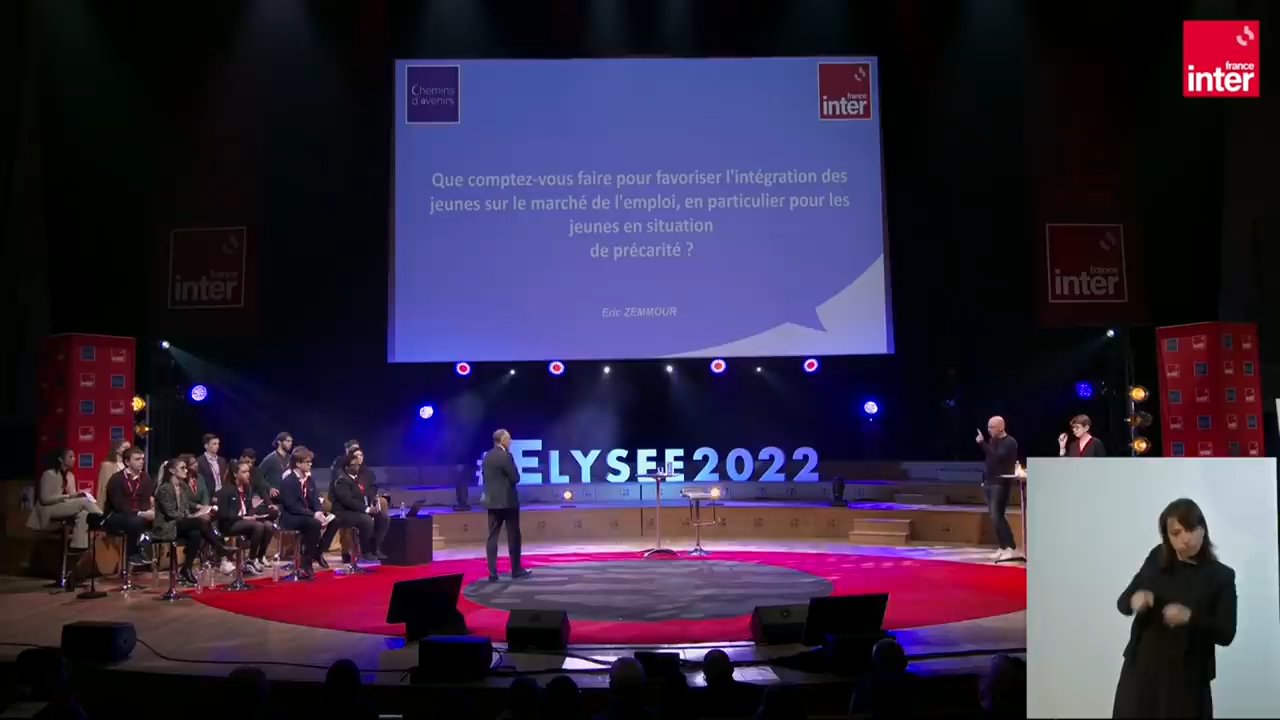 france
inter
Chemins
d'avenirs
france
inter
Que comptez-vous faire pour favoriser l'intégration des
jeunes sur le marché de l'emploi, en particulier pour les
jeunes en situation
de précarité ?
Eric ZEMMOUR
france
inter
france
inter
#ELYSEE2022